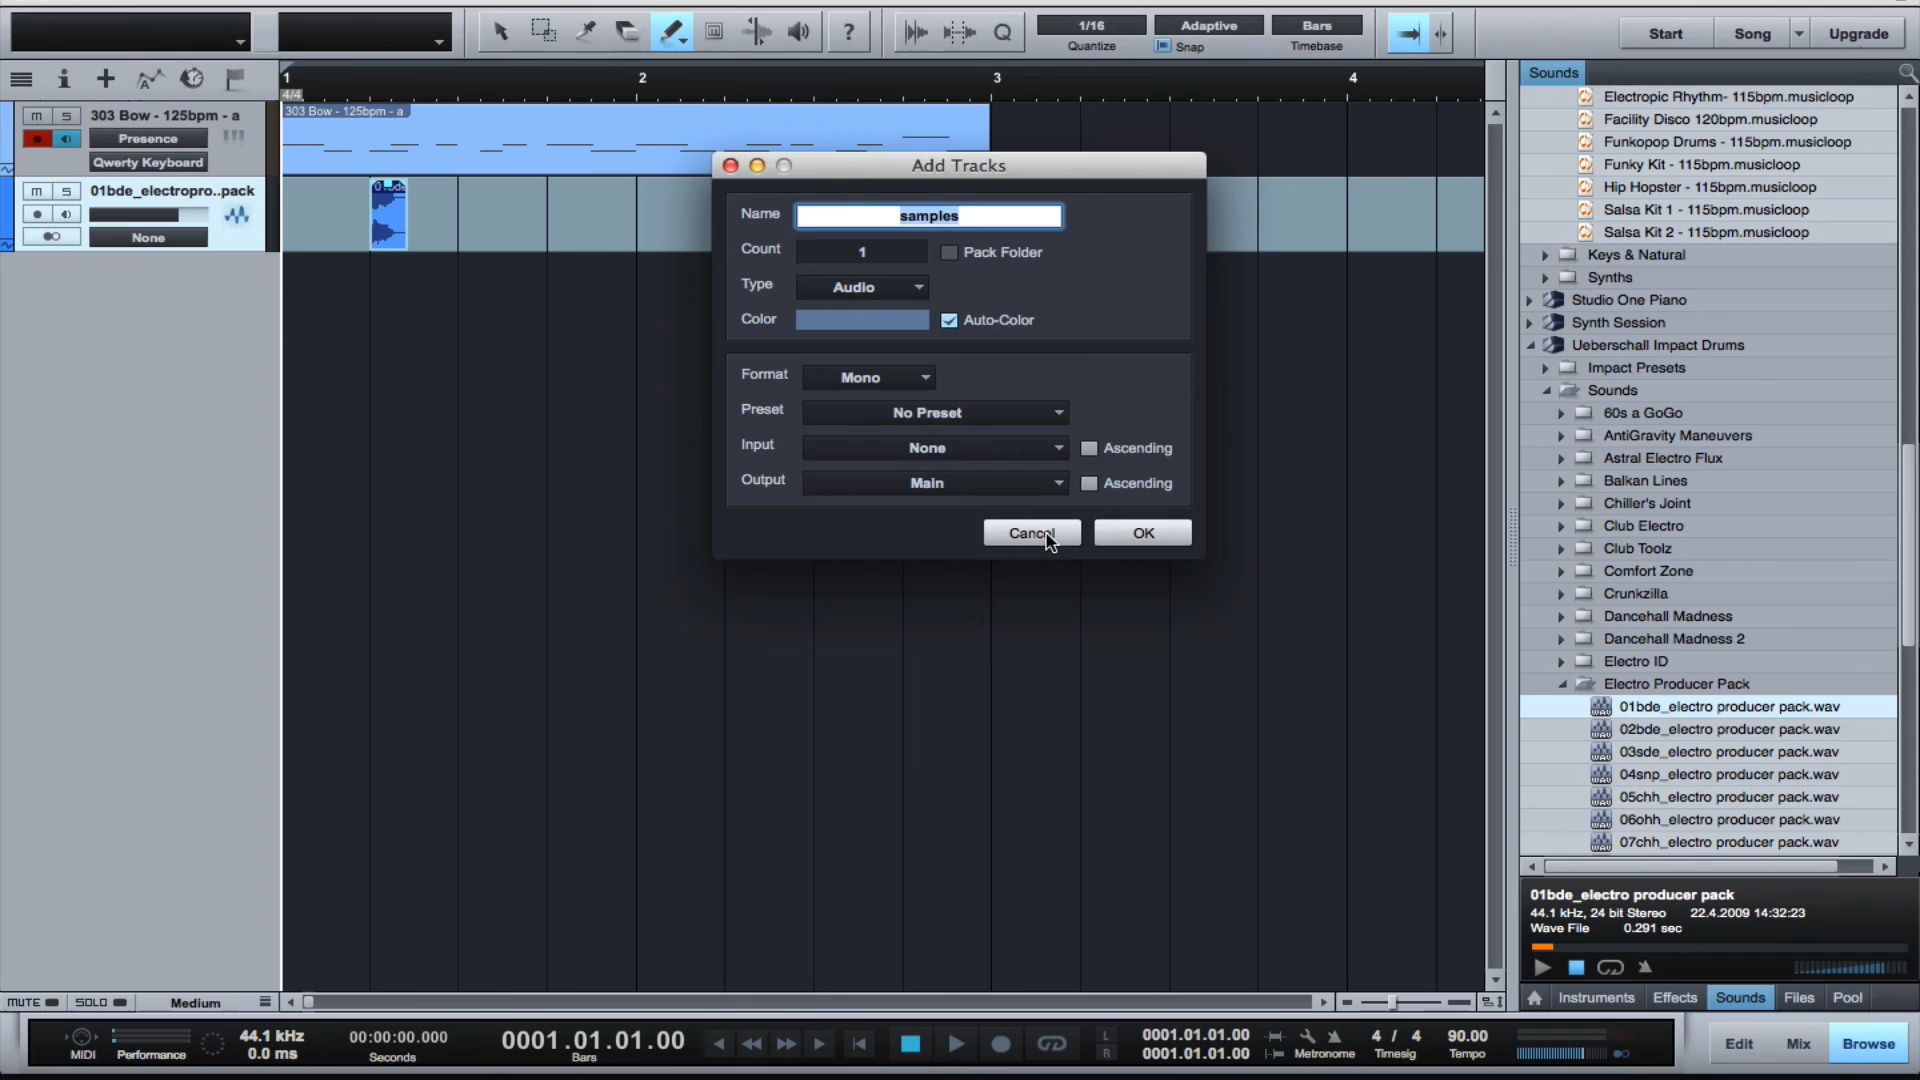 1/16
Quantize
Adaptive
Snap
Bars
Timebase
?
Q
Start
Song
Upgrade
1
2
3
4
4/4
M S 303 Bow - 125bpm - a
Presence
Qwerty Keyboard
M S 01bde_electropro..pack
None
303 Bow - 125bpm - a
Add Tracks
Name
samples
Count
1
Pack Folder
Type
Audio
Color
Auto-Color
Format
Mono
Preset
No Preset
Input
None
Ascending
Output
Main
Ascending
Cancel
OK
Sounds
Electropic Rhythm- 115bpm.musicloop
Facility Disco 120bpm.musicloop
Funkopop Drums - 115bpm.musicloop
Funky Kit - 115bpm.musicloop
Hip Hopster - 115bpm.musicloop
Salsa Kit 1 - 115bpm.musicloop
Salsa Kit 2 - 115bpm.musicloop
Keys & Natural
Synths
Studio One Piano
Synth Session
Ueberschall Impact Drums
Impact Presets
Sounds
60s a GoGo
AntiGravity Maneuvers
Astral Electro Flux
Balkan Lines
Chiller's Joint
Club Electro
Club Toolz
Comfort Zone
Crunkzilla
Dancehall Madness
Dancehall Madness 2
Electro ID
Electro Producer Pack
01bde_electro producer pack.wav
02bde_electro producer pack.wav
03sde_electro producer pack.wav
04snp_electro producer pack.wav
05chh_electro producer pack.wav
06ohh_electro producer pack.wav
07chh_electro producer pack.wav
01bde_electro producer pack
44.1 kHz, 24 bit Stereo 22.4.2009 14:32:23
Wave File 0.291 sec
Instruments
Effects
Sounds
Files
Pool
MUTE
SOLO
Medium
MIDI
Performance
44.1 kHz
0.0 ms
00:00:00.000
Seconds
0001.01.01.00
Bars
L 0001.01.01.00
R 0001.01.01.00
Metronome
4 / 4
Timesig
90.00
Tempo
Edit
Mix
Browse